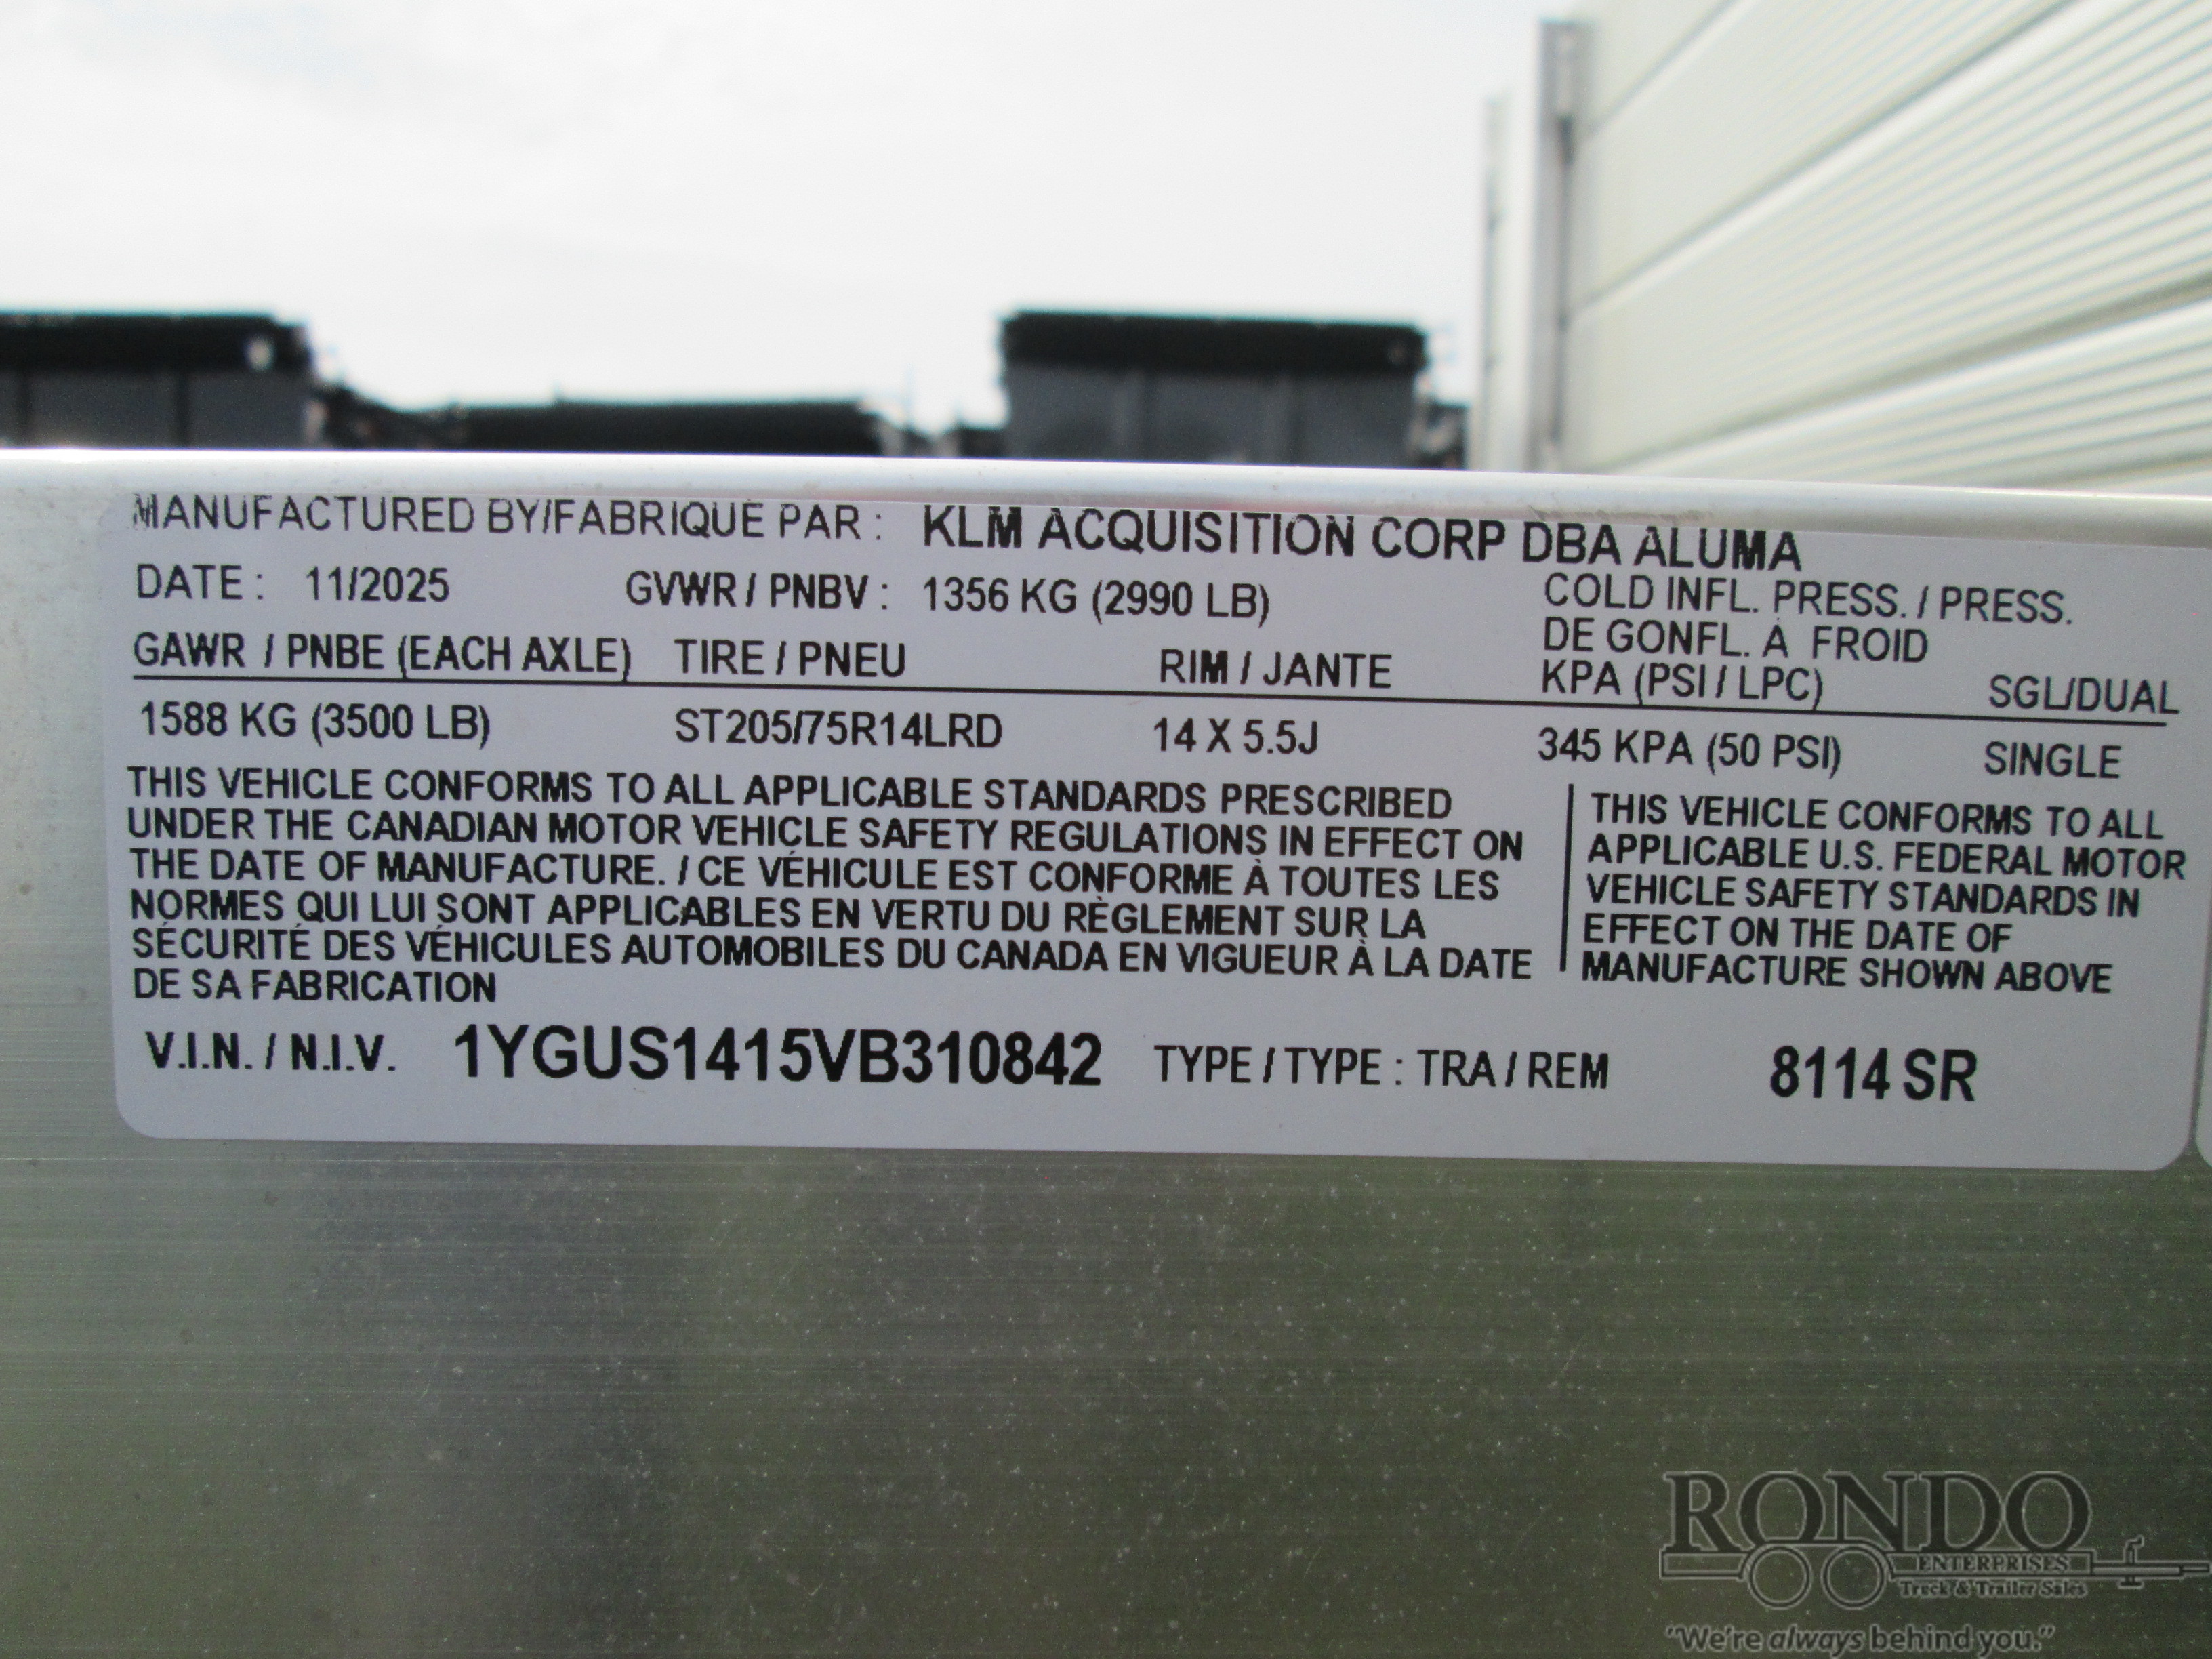 MANUFACTURED BY/FABRIQUE PAR : KLM ACQUISITION CORP DBA ALUMA
DATE : 11/2025 GVWR / PNBV : 1356 KG (2990 LB)
COLD INFL. PRESS. / PRESS.
DE GONFL. À FROID
GAWR / PNBE (EACH AXLE) TIRE / PNEU RIM / JANTE KPA (PSI / LPC) SGL/DUAL
1588 KG (3500 LB) ST205/75R14LRD 14 X 5.5J 345 KPA (50 PSI) SINGLE
THIS VEHICLE CONFORMS TO ALL APPLICABLE STANDARDS PRESCRIBED
UNDER THE CANADIAN MOTOR VEHICLE SAFETY REGULATIONS IN EFFECT ON
THE DATE OF MANUFACTURE. / CE VÉHICULE EST CONFORME À TOUTES LES
NORMES QUI LUI SONT APPLICABLES EN VERTU DU RÈGLEMENT SUR LA
SÉCURITÉ DES VÉHICULES AUTOMOBILES DU CANADA EN VIGUEUR À LA DATE
DE SA FABRICATION
THIS VEHICLE CONFORMS TO ALL
APPLICABLE U.S. FEDERAL MOTOR
VEHICLE SAFETY STANDARDS IN
EFFECT ON THE DATE OF
MANUFACTURE SHOWN ABOVE
V.I.N. / N.I.V. 1YGUS1415VB310842 TYPE / TYPE : TRA / REM 8114 SR
RONDO
ENTERPRISES
Truck & Trailer Sales
"We're always behind you."